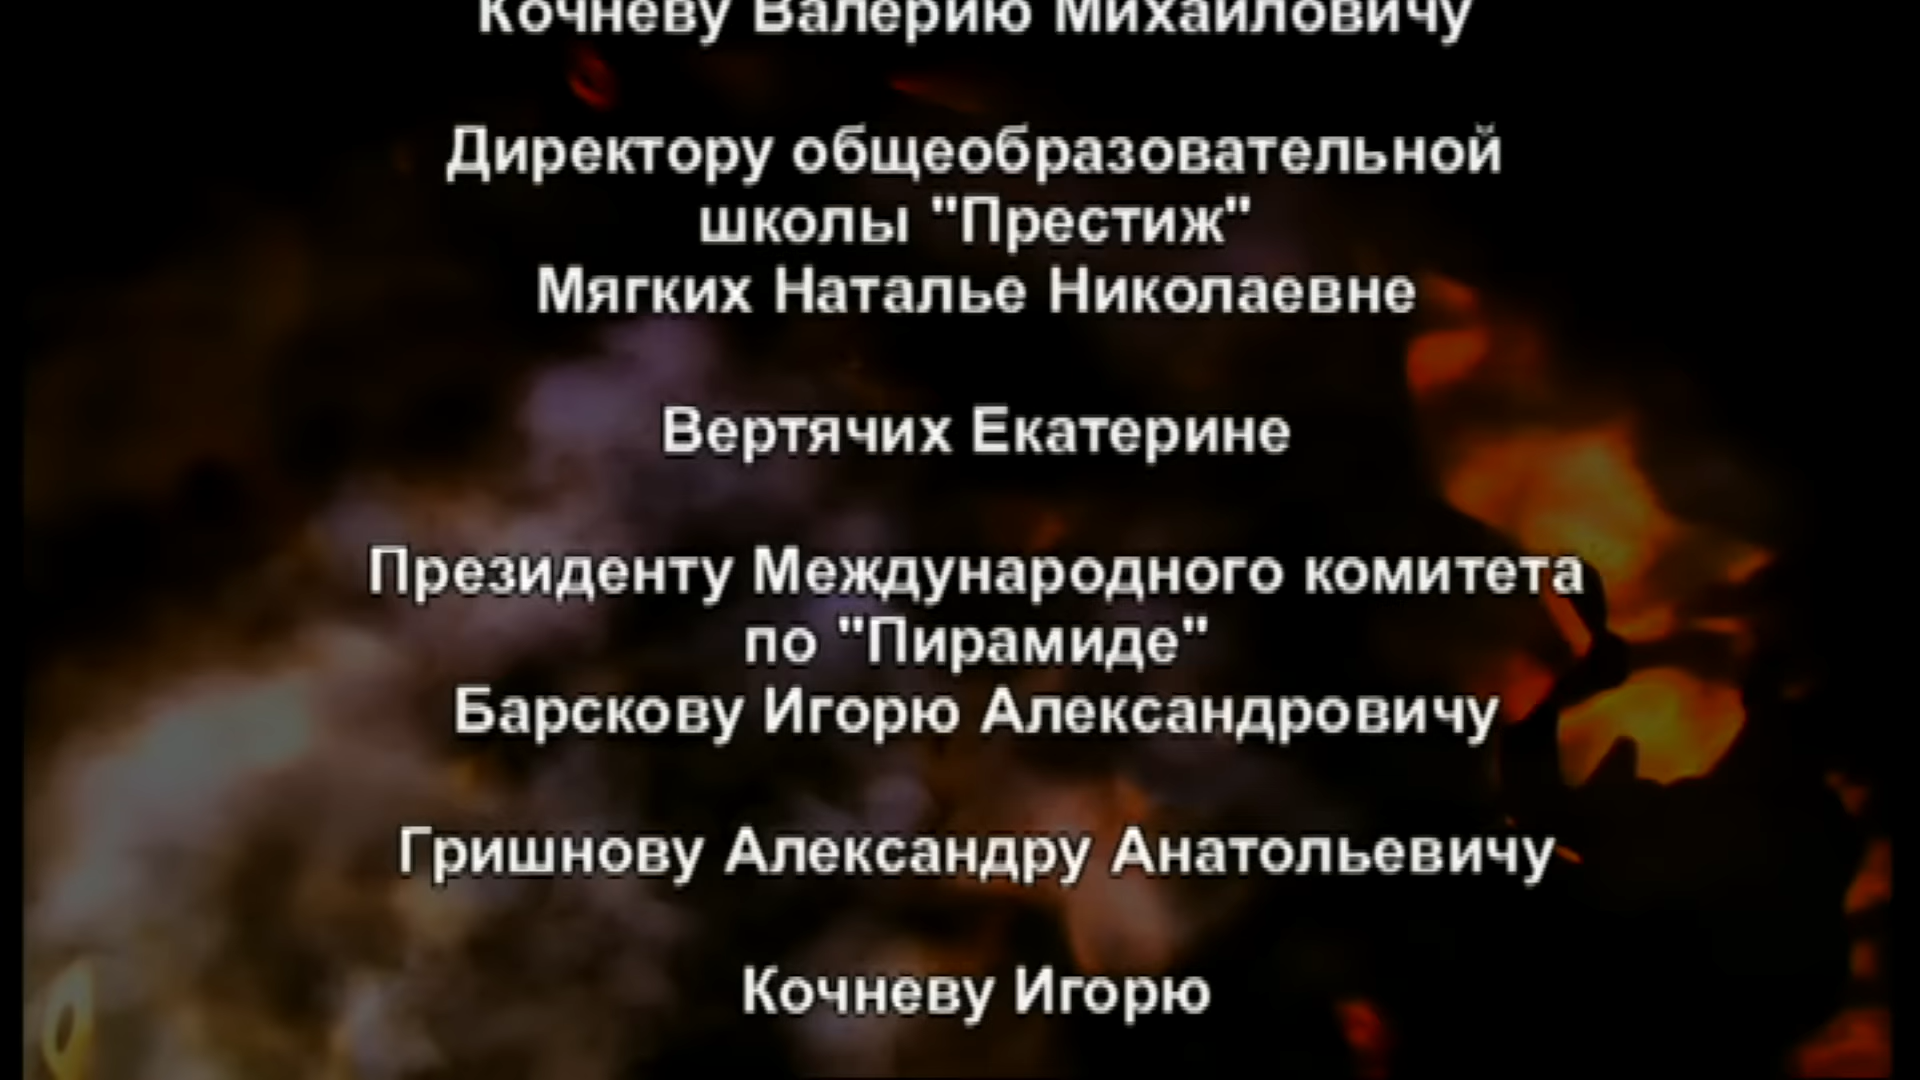 Кочневу Валерию Михайловичу
Директору общеобразовательной
школы "Престиж"
Мягких Наталье Николаевне
Вертячих Екатерине
Президенту Международного комитета
по "Пирамиде"
Барскову Игорю Александровичу
Гришнову Александру Анатольевичу
Кочневу Игорю